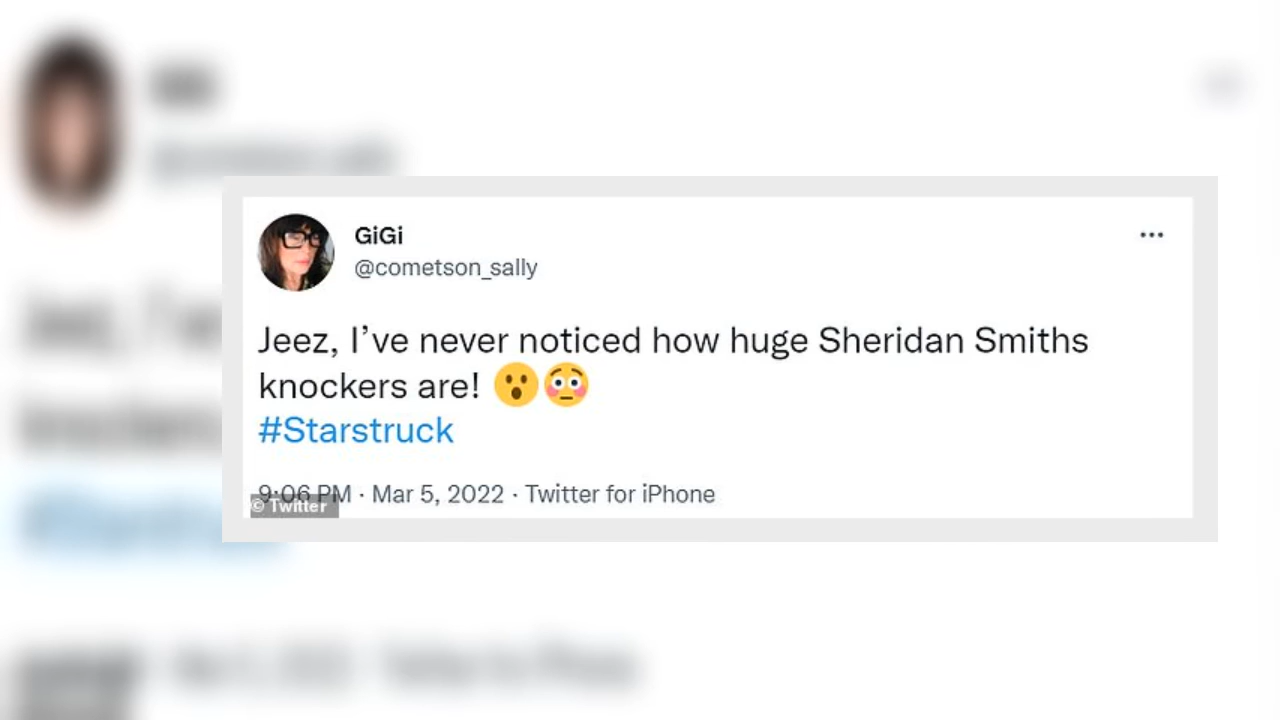 GiGi
@cometson_sally
Jeez, I’ve never noticed how huge Sheridan Smiths
knockers are! 😮😳
#Starstruck
9:06 PM · Mar 5, 2022 · Twitter for iPhone
© Twitter